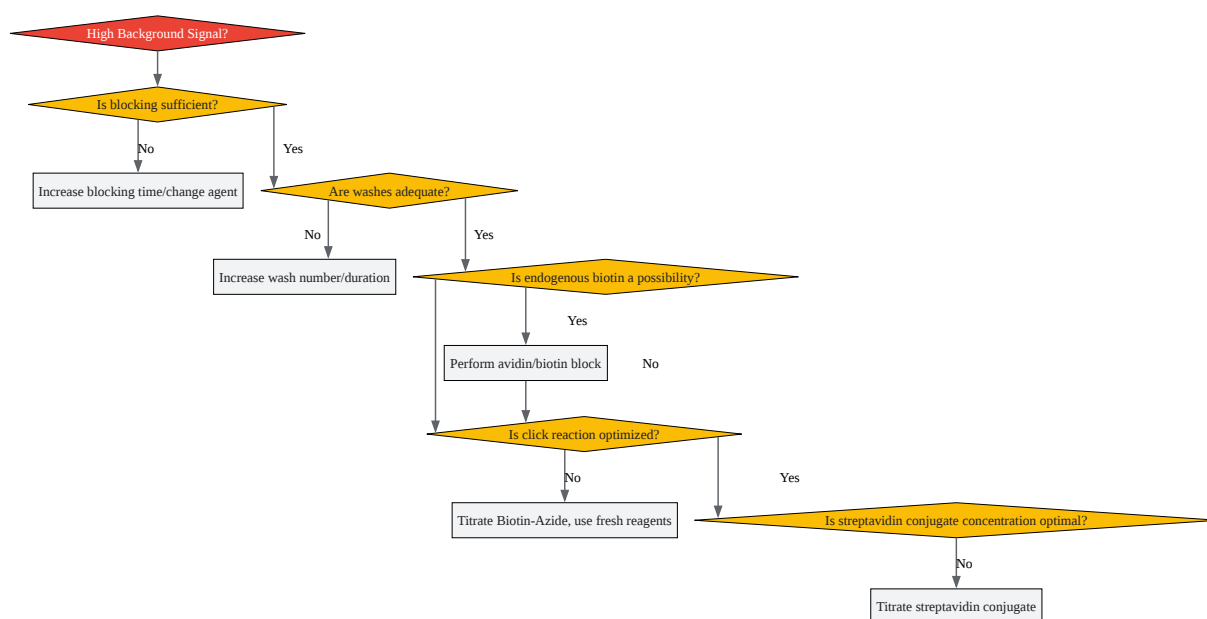 High Background Signal?
Is blocking sufficient?
No
Yes
Increase blocking time/change agent
Are washes adequate?
No
Yes
Increase wash number/duration
Is endogenous biotin a possibility?
Yes
Perform avidin/biotin block
No
Is click reaction optimized?
No
Yes
Titrate Biotin-Azide, use fresh reagents
Is streptavidin conjugate concentration optimal?
No
Titrate streptavidin conjugate